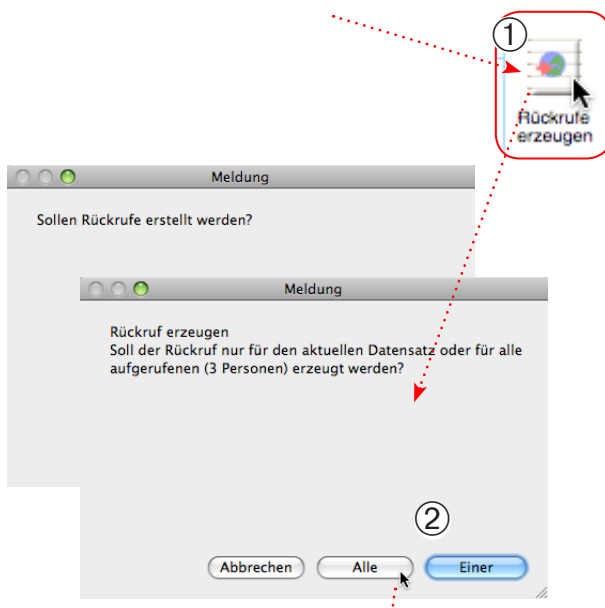 ①
Rückrufe
erzeugen
Meldung
Sollen Rückrufe erstellt werden?
Meldung
Rückruf erzeugen
Soll der Rückruf nur für den aktuellen Datensatz oder für alle
aufgerufenen (3 Personen) erzeugt werden?
②
Abbrechen Alle Einer